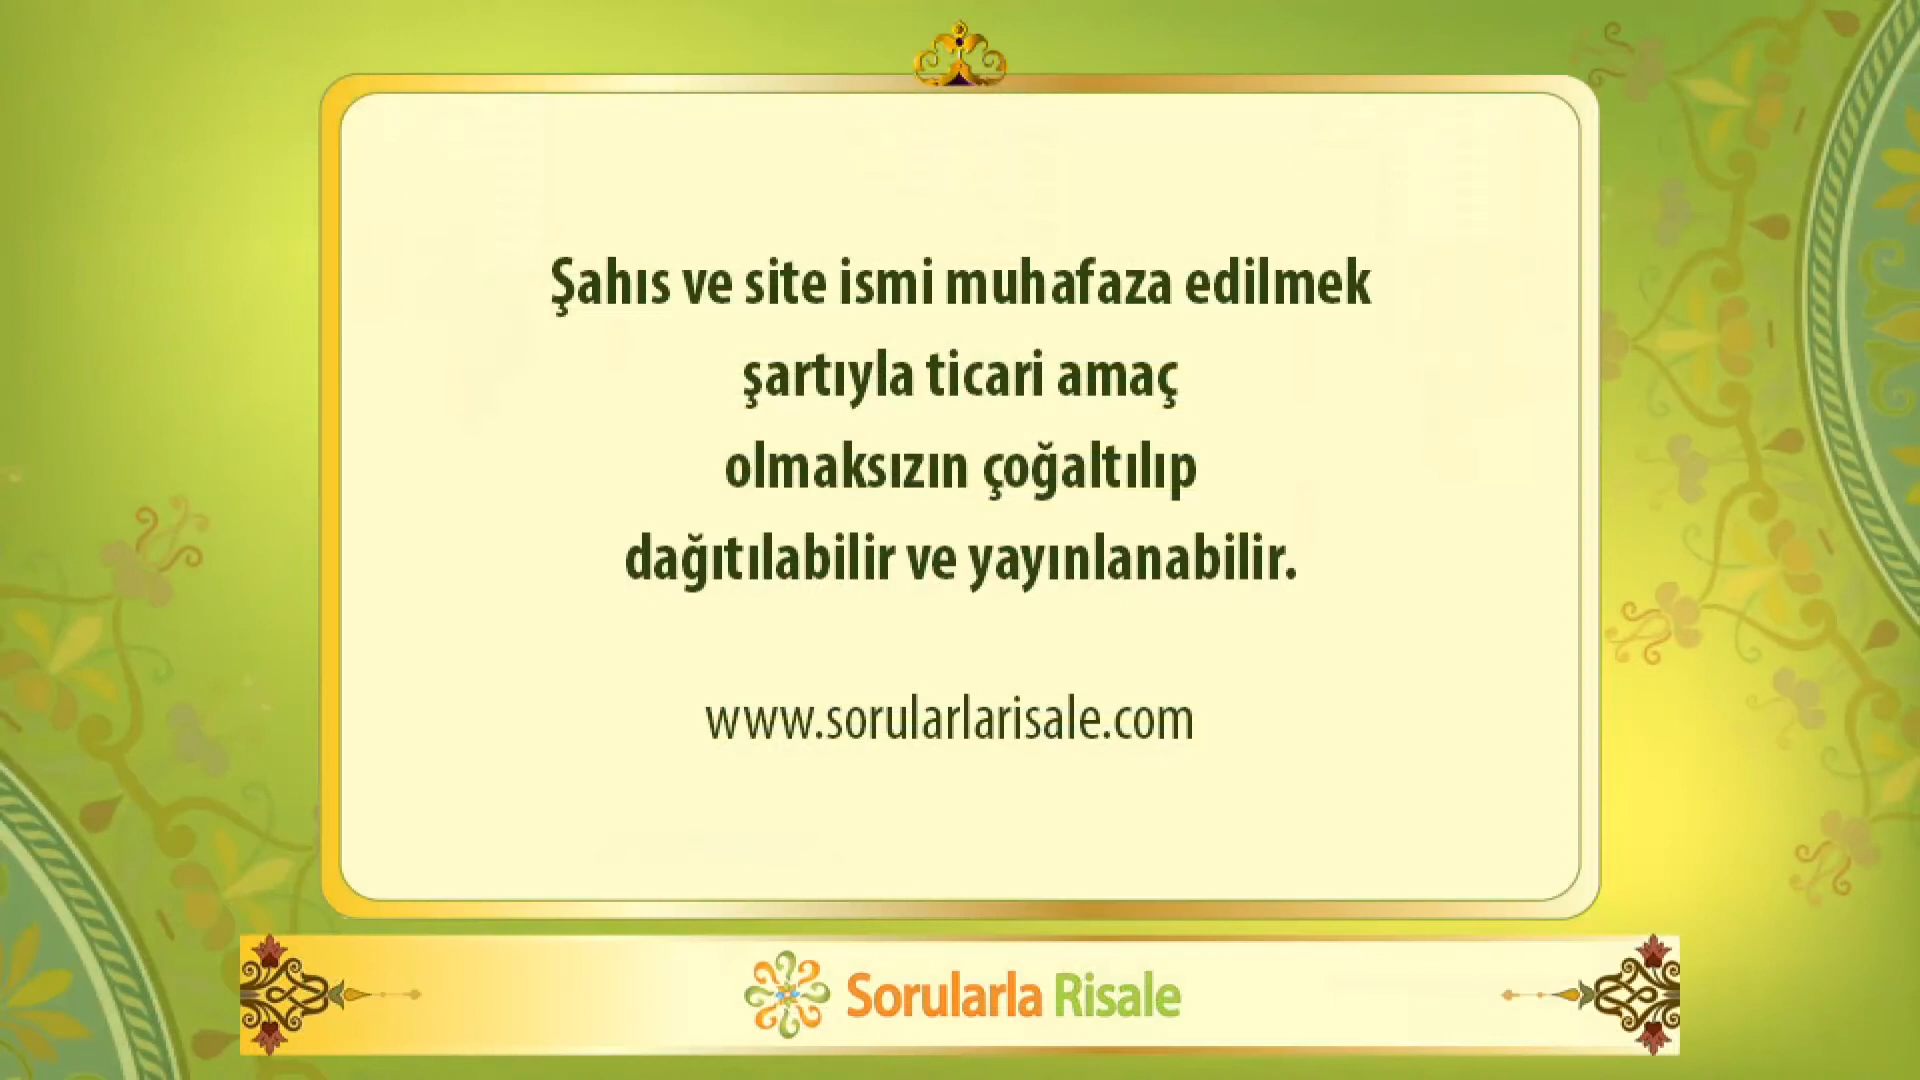 Şahıs ve site ismi muhafaza edilmek
şartıyla ticari amaç
olmaksızın çoğaltılıp
dağıtılabilir ve yayınlanabilir.
www.sorularlarisale.com
Sorularla Risale